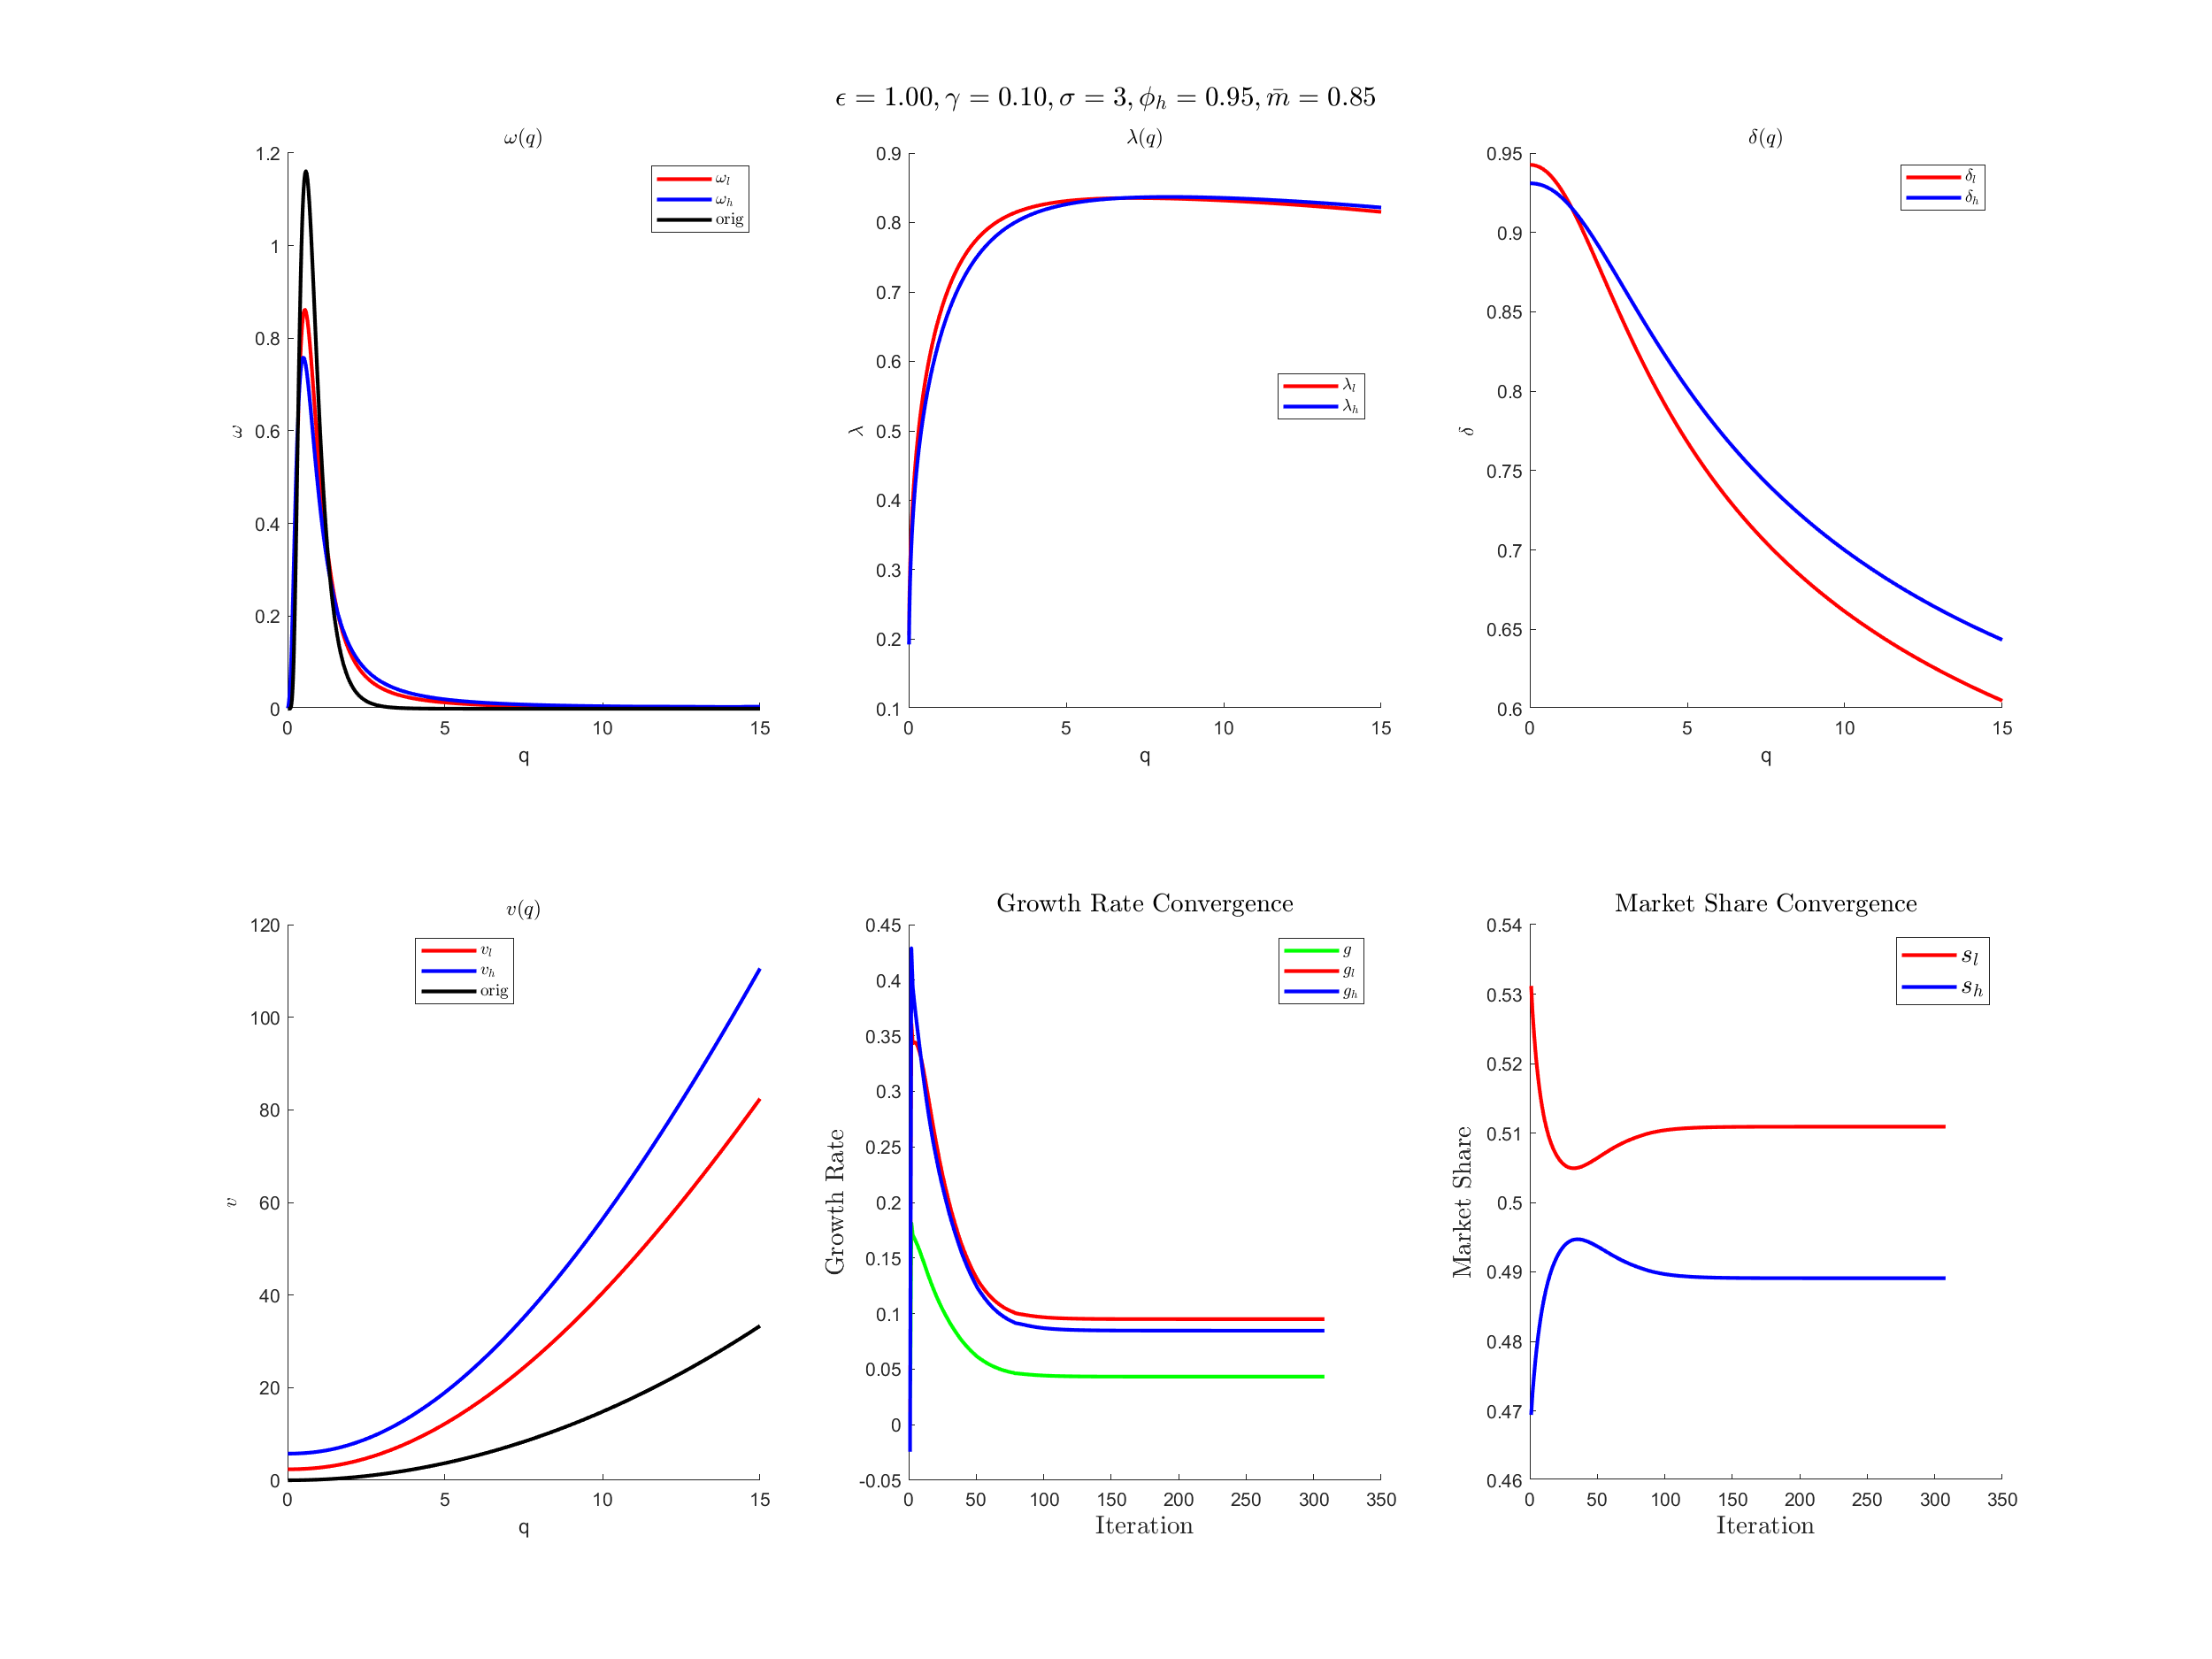 ϵ = 1.00, γ = 0.10, σ = 3, ϕ_h = 0.95, m̄ = 0.85
ω(q)
1.2
1
0.8
0.6
0.4
0.2
0
ω
0 5 10 15
q
ω_l
ω_h
orig
λ(q)
0.9
0.8
0.7
0.6
0.5
0.4
0.3
0.2
0.1
λ
0 5 10 15
q
λ_l
λ_h
δ(q)
0.95
0.9
0.85
0.8
0.75
0.7
0.65
0.6
δ
0 5 10 15
q
δ_l
δ_h
v(q)
120
100
80
60
40
20
0
v
0 5 10 15
q
v_l
v_h
orig
Growth Rate Convergence
0.45
0.4
0.35
0.3
0.25
0.2
0.15
0.1
0.05
0
-0.05
Growth Rate
0 50 100 150 200 250 300 350
Iteration
g
g_l
g_h
Market Share Convergence
0.54
0.53
0.52
0.51
0.5
0.49
0.48
0.47
0.46
Market Share
0 50 100 150 200 250 300 350
Iteration
s_l
s_h